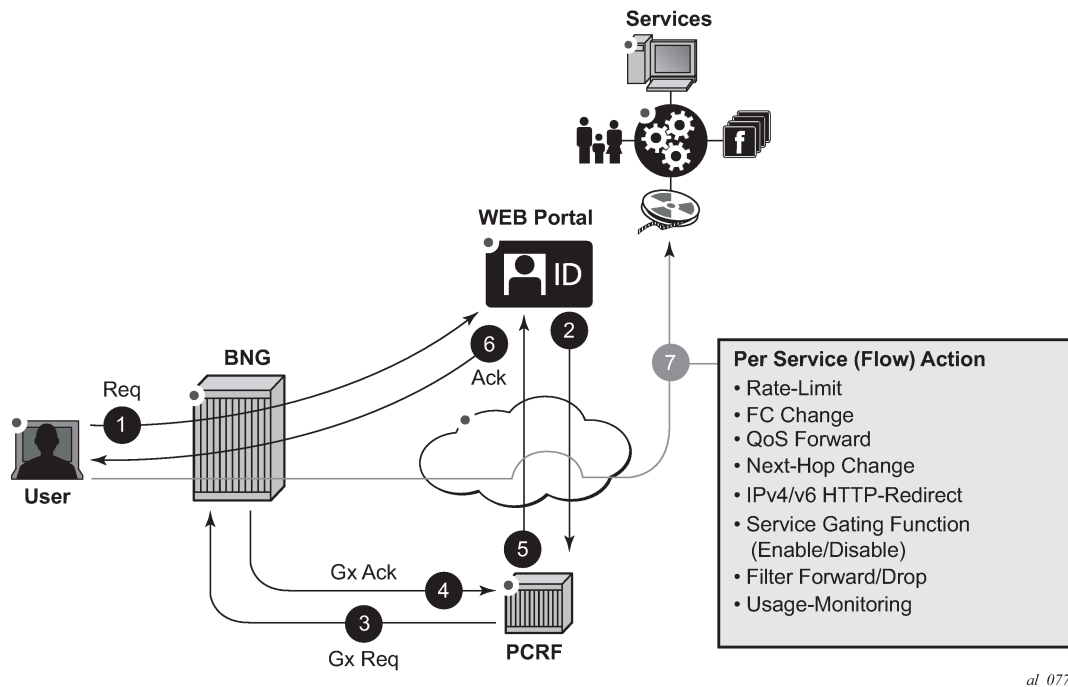 Services
f
WEB Portal
ID
2
6
Ack
BNG
Req
1
7
User
Per Service (Flow) Action
• Rate-Limit
• FC Change
• QoS Forward
• Next-Hop Change
• IPv4/v6 HTTP-Redirect
• Service Gating Function
(Enable/Disable)
• Filter Forward/Drop
• Usage-Monitoring
5
Gx Ack
4
3
Gx Req
PCRF
al_077